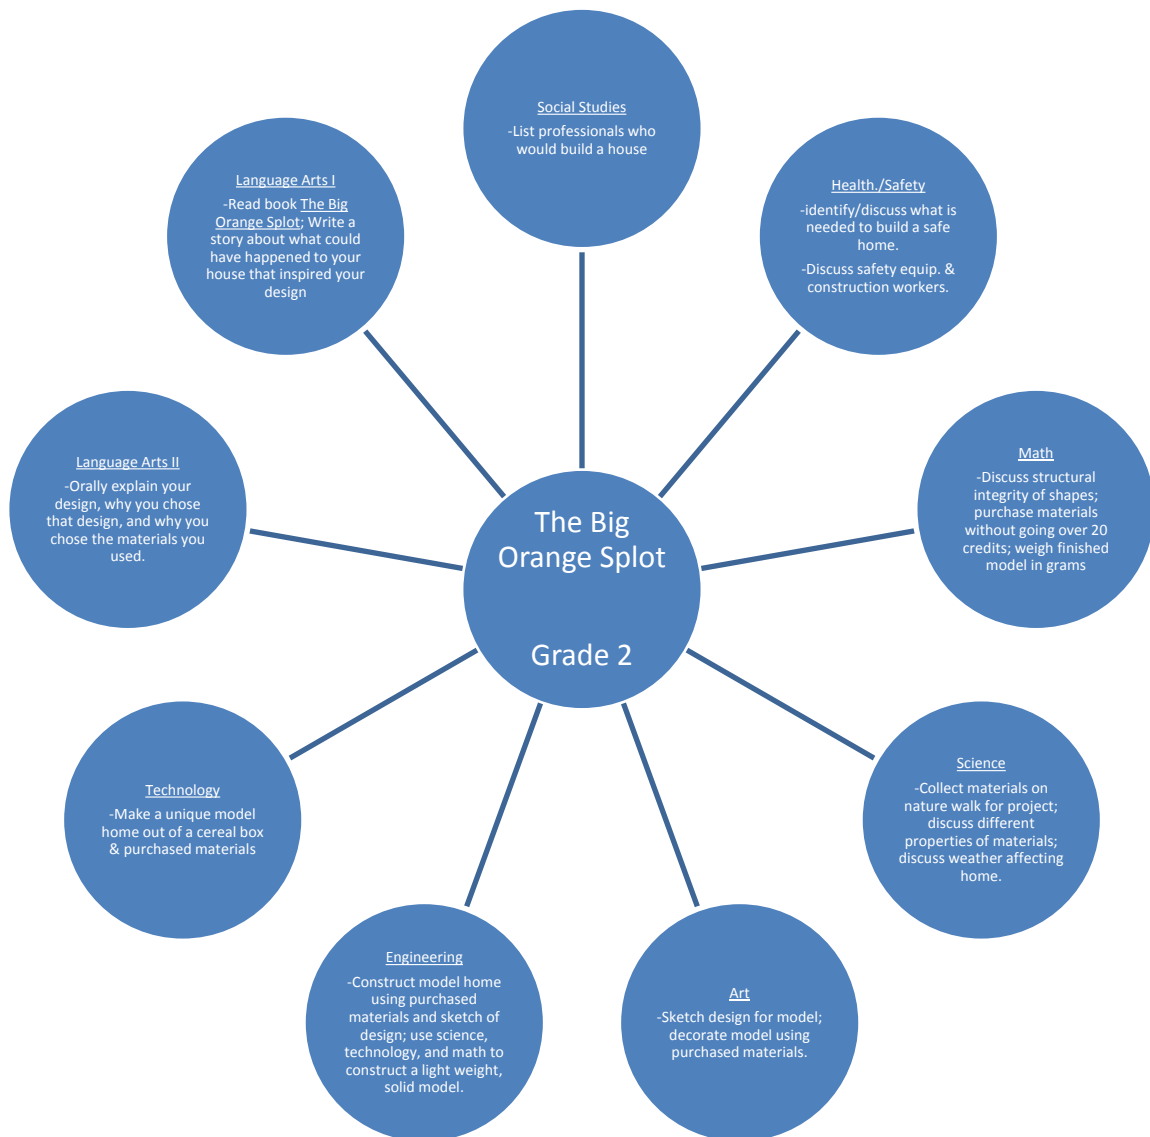 Social Studies
-List professionals who
would build a house
Health./Safety
-identify/discuss what is
needed to build a safe
home.
-Discuss safety equip. &
construction workers.
Math
-Discuss structural
integrity of shapes;
purchase materials
without going over 20
credits; weigh finished
model in grams
Science
-Collect materials on
nature walk for project;
discuss different
properties of materials;
discuss weather affecting
home.
Art
-Sketch design for model;
decorate model using
purchased materials.
Engineering
-Construct model home
using purchased
materials and sketch of
design; use science,
technology, and math to
construct a light weight,
solid model.
Technology
-Make a unique model
home out of a cereal box
& purchased materials
Language Arts II
-Orally explain your
design, why you chose
that design, and why you
chose the materials you
used.
Language Arts I
-Read book The Big
Orange Splot; Write a
story about what could
have happened to your
house that inspired your
design
The Big
Orange Splot
Grade 2